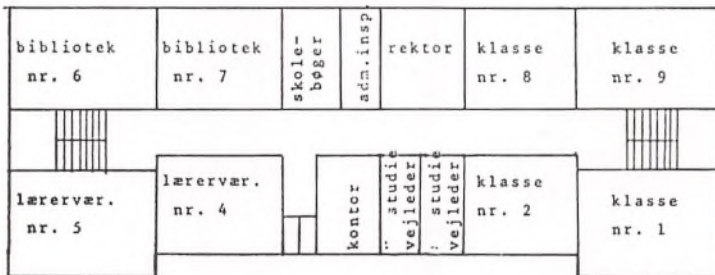 bibliotek
nr. 6
bibliotek
nr. 7
skole-
bøger
adm.insp.
rektor
klasse
nr. 8
klasse
nr. 9
lærervær.
nr. 5
lærervær.
nr. 4
kontor
studie
vejleder
studie
vejleder
klasse
nr. 2
klasse
nr. 1